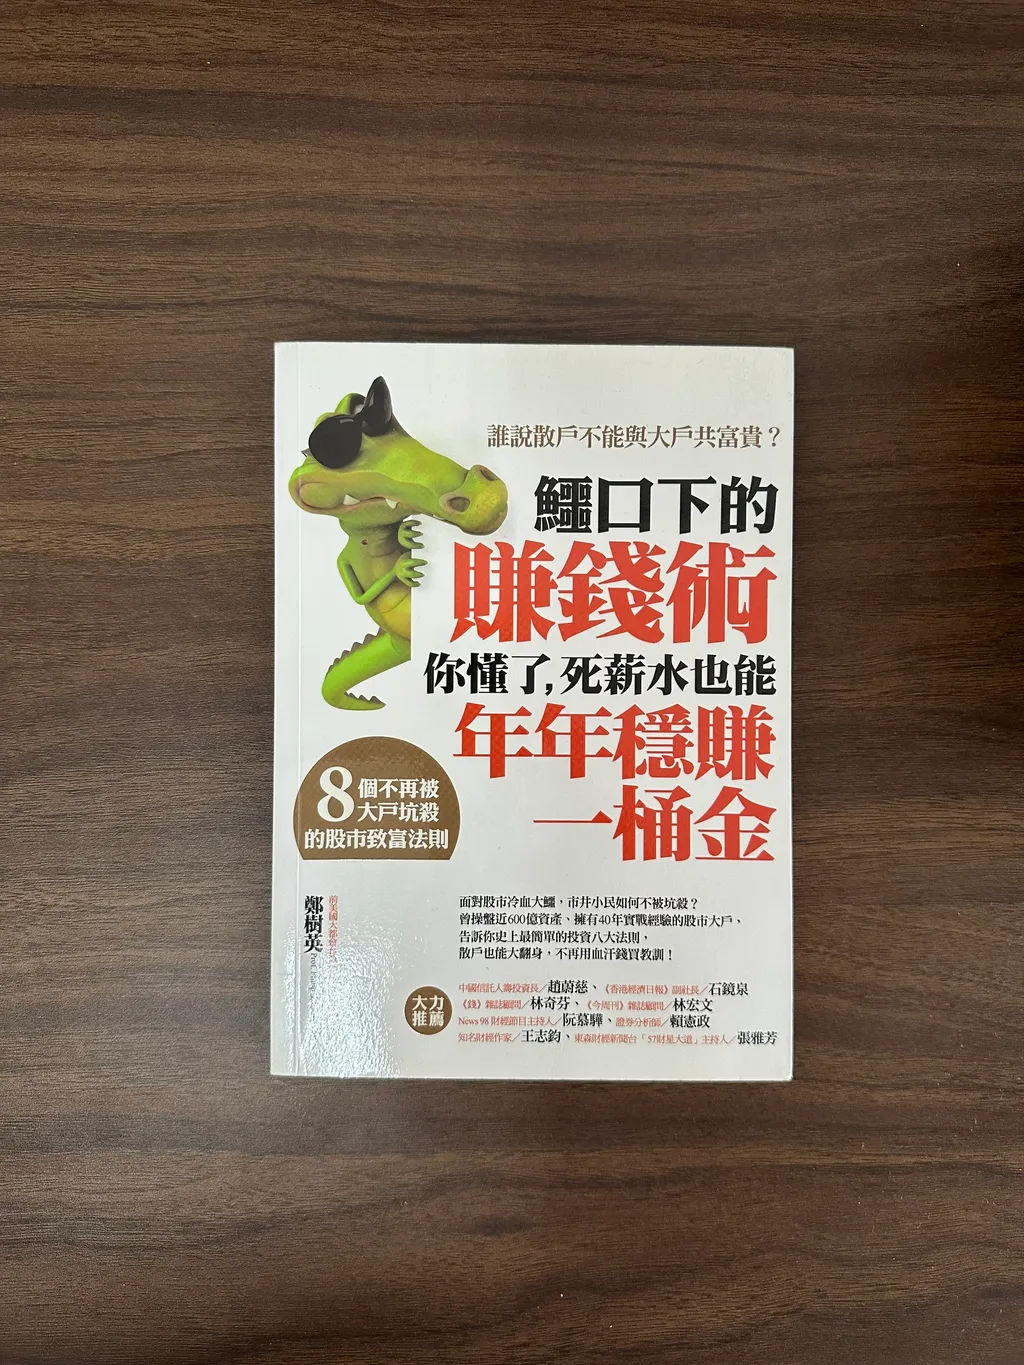 誰說散戶不能與大戶共富貴？
鱷口下的
賺錢術
你懂了,死薪水也能
年年穩賺
一桶金
8個不再被
大戶坑殺
的股市致富法則
鄭樹英
面對股市冷血大鱷，市井小民如何不被坑殺？
曾操盤近600億資產、擁有40年實戰經驗的股市大戶，
告訴你史上最簡單的投資八大法則，
散戶也能大翻身，不再用血汗錢買教訓！
大力
推薦
中國信託人壽投資長／趙蔚慈、《香港經濟日報》副社長／石鏡泉
《錢》雜誌顧問／林奇芬、《今周刊》雜誌顧問／林宏文
News 98 財經節目主持人／阮慕驊、證券分析師／賴憲政
知名財經作家／王志鈞、東森財經新聞台「57財星大道」主持人／張雅芳